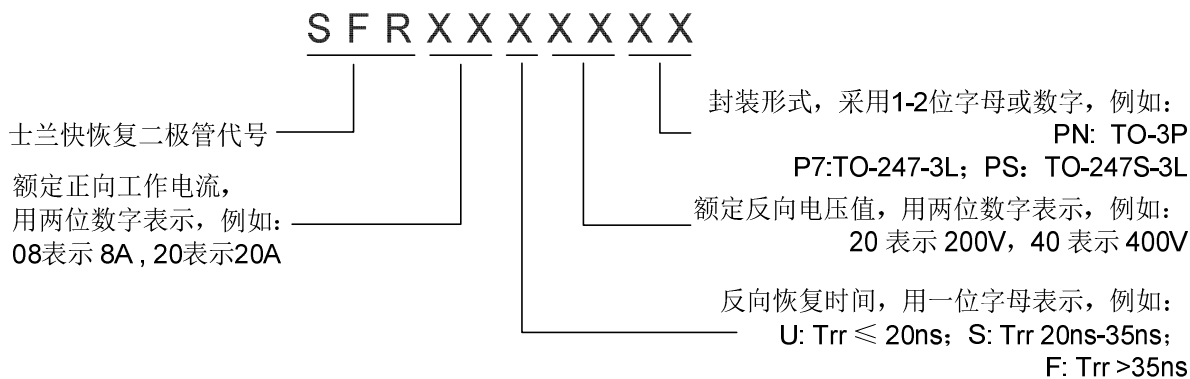 S F R X X X X X X X
封装形式，采用1-2位字母或数字，例如：
PN: TO-3P
P7:TO-247-3L；PS：TO-247S-3L
士兰快恢复二极管代号
额定正向工作电流，
用两位数字表示，例如：
08表示 8A , 20表示20A
额定反向电压值，用两位数字表示，例如：
20 表示 200V，40 表示 400V
反向恢复时间，用一位字母表示，例如：
U: Trr ≤ 20ns；S: Trr 20ns-35ns；
F: Trr >35ns